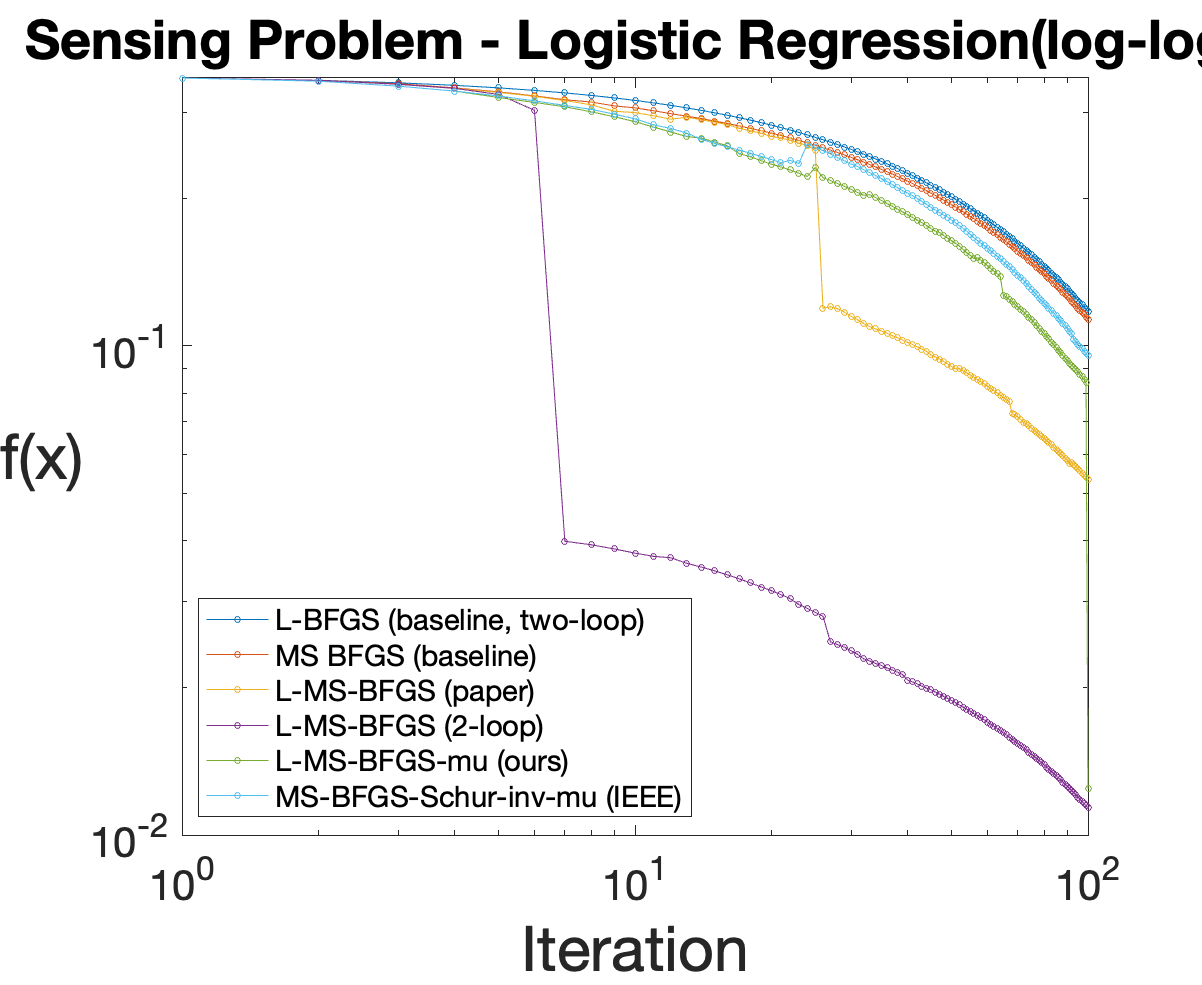 Sensing Problem - Logistic Regression(log-log
10^-1
f(x)
L-BFGS (baseline, two-loop)
MS BFGS (baseline)
L-MS-BFGS (paper)
L-MS-BFGS (2-loop)
L-MS-BFGS-mu (ours)
MS-BFGS-Schur-inv-mu (IEEE)
10^-2
10^0 10^1 10^2
Iteration